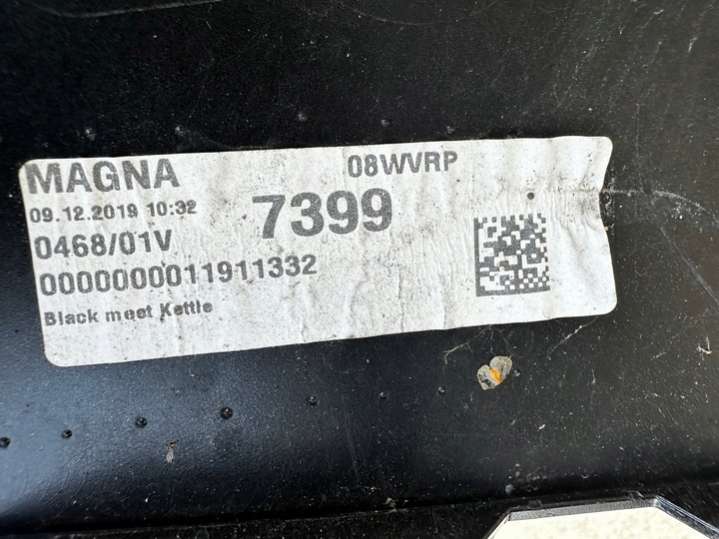 MAGNA 08WVRP
09.12.2019 10:32 7399
0468/01V
0000000011911332
Black meet Kettle